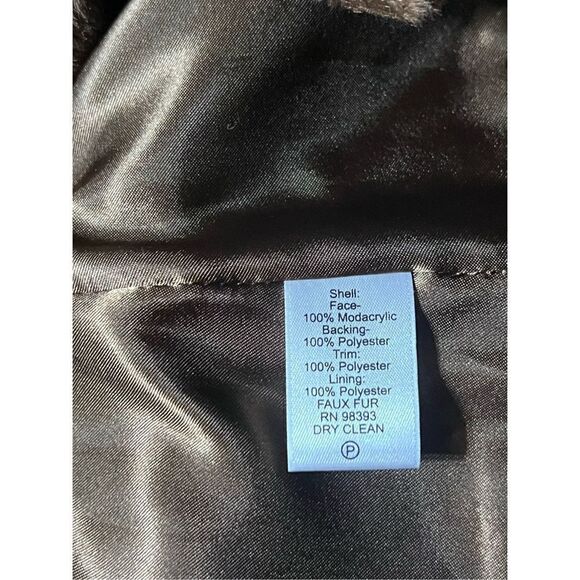 Shell:
Face-
100% Modacrylic
Backing-
100% Polyester
Trim:
100% Polyester
Lining:
100% Polyester
FAUX FUR
RN 98393
DRY CLEAN
P